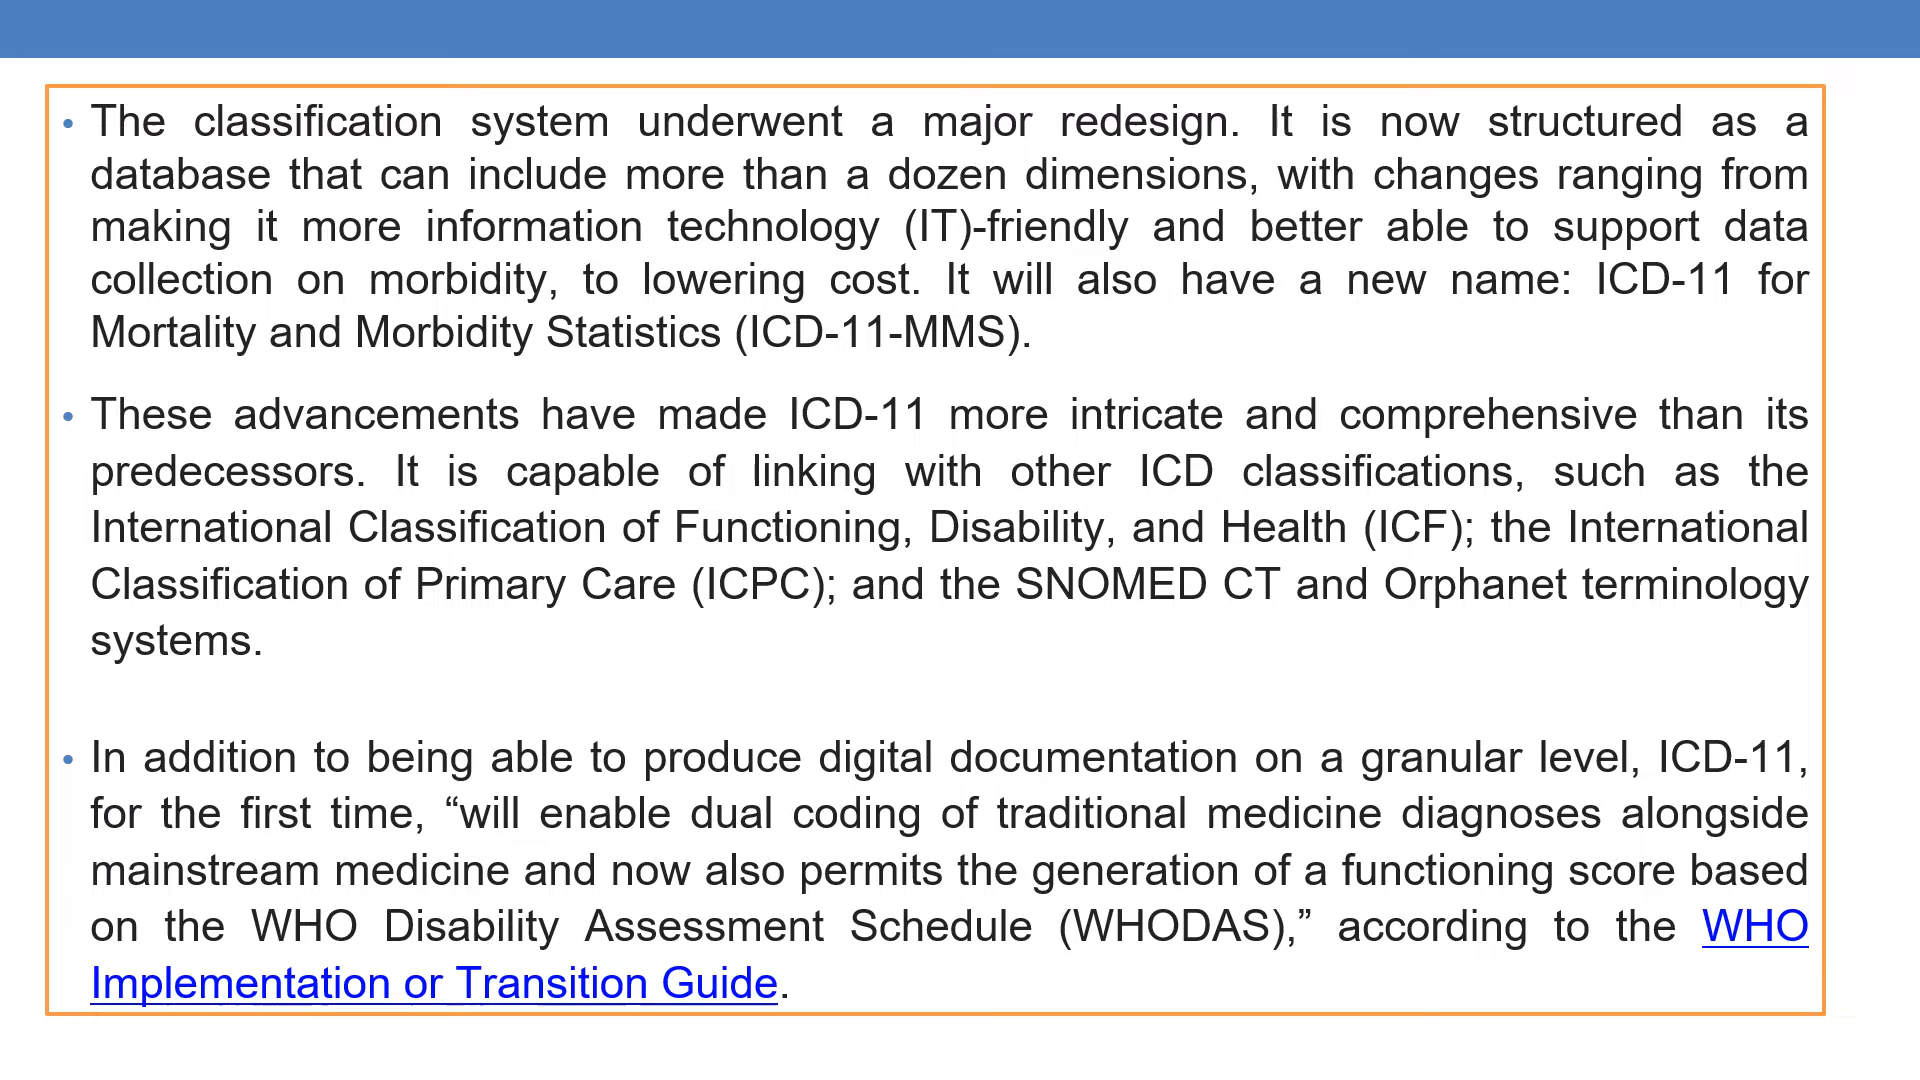 • The classification system underwent a major redesign. It is now structured as a
database that can include more than a dozen dimensions, with changes ranging from
making it more information technology (IT)-friendly and better able to support data
collection on morbidity, to lowering cost. It will also have a new name: ICD-11 for
Mortality and Morbidity Statistics (ICD-11-MMS).
• These advancements have made ICD-11 more intricate and comprehensive than its
predecessors. It is capable of linking with other ICD classifications, such as the
International Classification of Functioning, Disability, and Health (ICF); the International
Classification of Primary Care (ICPC); and the SNOMED CT and Orphanet terminology
systems.
• In addition to being able to produce digital documentation on a granular level, ICD-11,
for the first time, “will enable dual coding of traditional medicine diagnoses alongside
mainstream medicine and now also permits the generation of a functioning score based
on the WHO Disability Assessment Schedule (WHODAS),” according to the WHO
Implementation or Transition Guide.